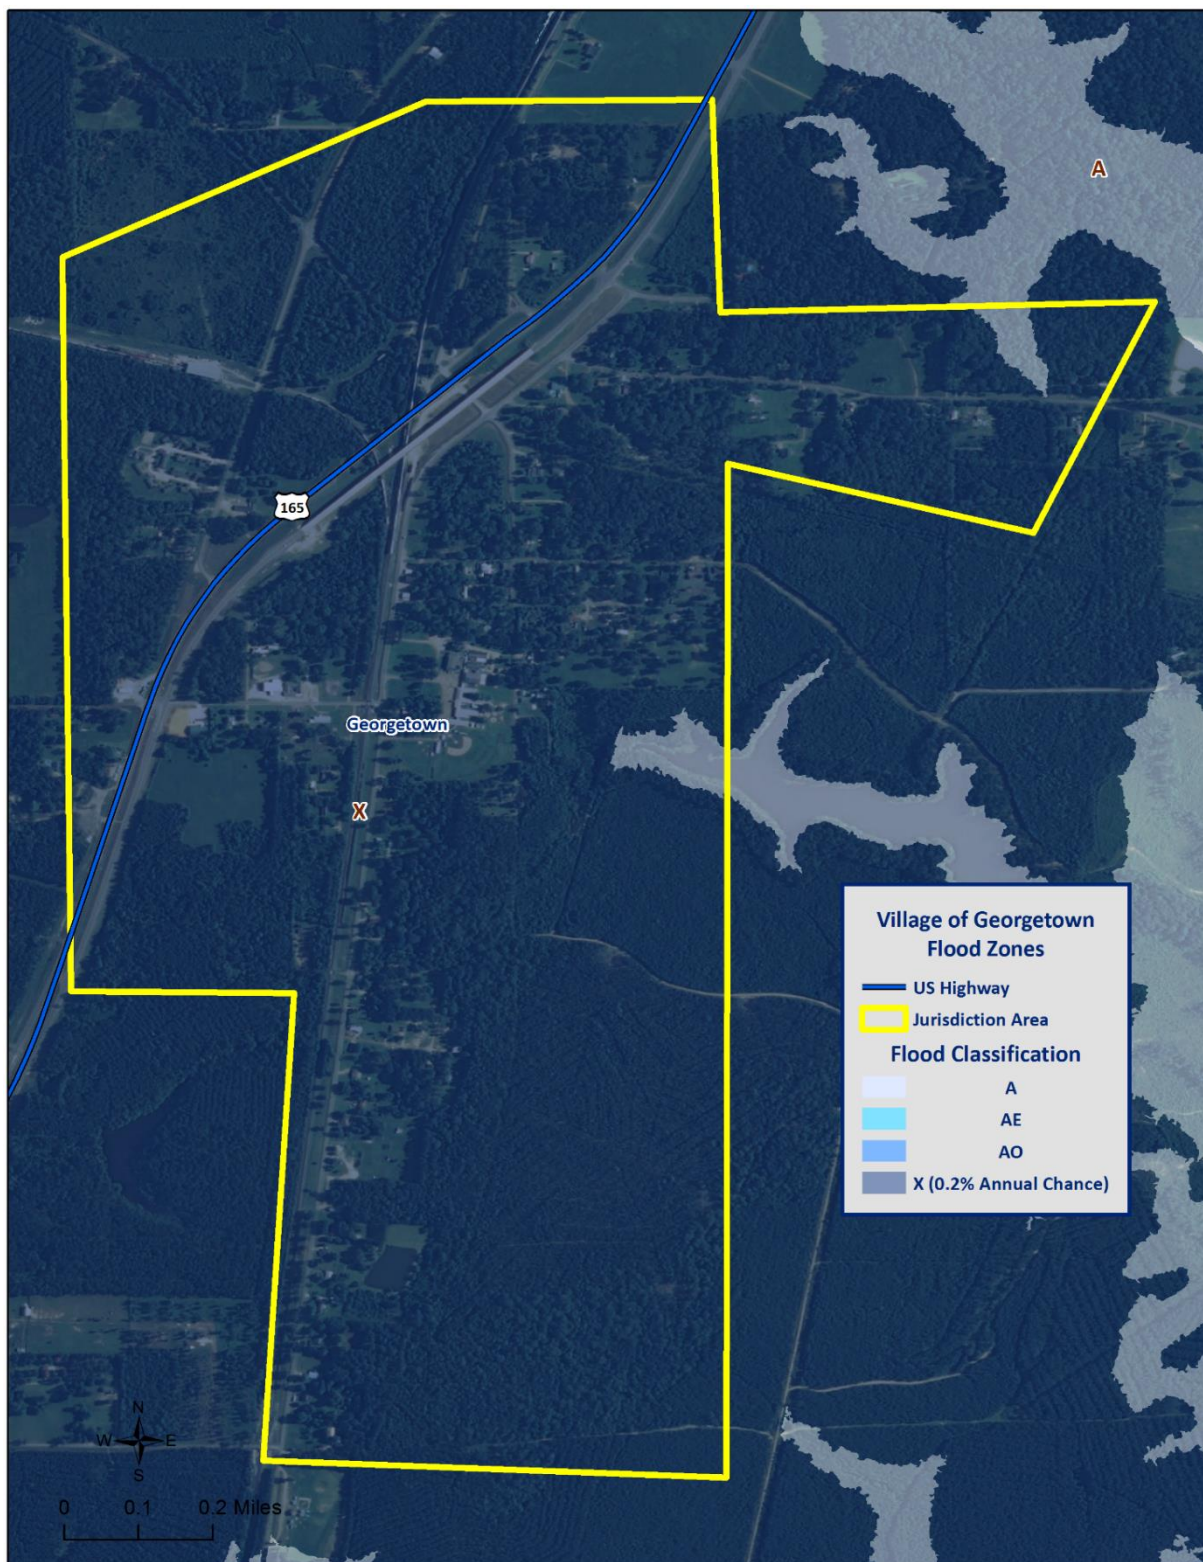 A
165
Georgetown
X
Village of Georgetown
Flood Zones
US Highway
Jurisdiction Area
Flood Classification
A
AE
AO
X (0.2% Annual Chance)
N
W E
S
0 0.1 0.2 Miles